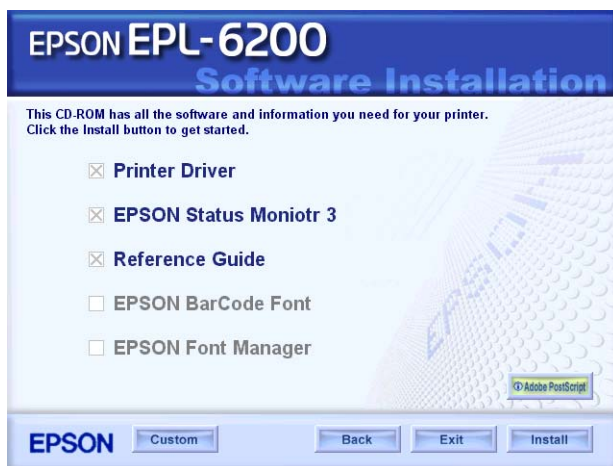 EPSON EPL-6200
Software Installation
This CD-ROM has all the software and information you need for your printer.
Click the Install button to get started.
Printer Driver
EPSON Status Moniotr 3
Reference Guide
EPSON BarCode Font
EPSON Font Manager
EPSON
Adobe PostScript
EPSON Custom Back Exit Install